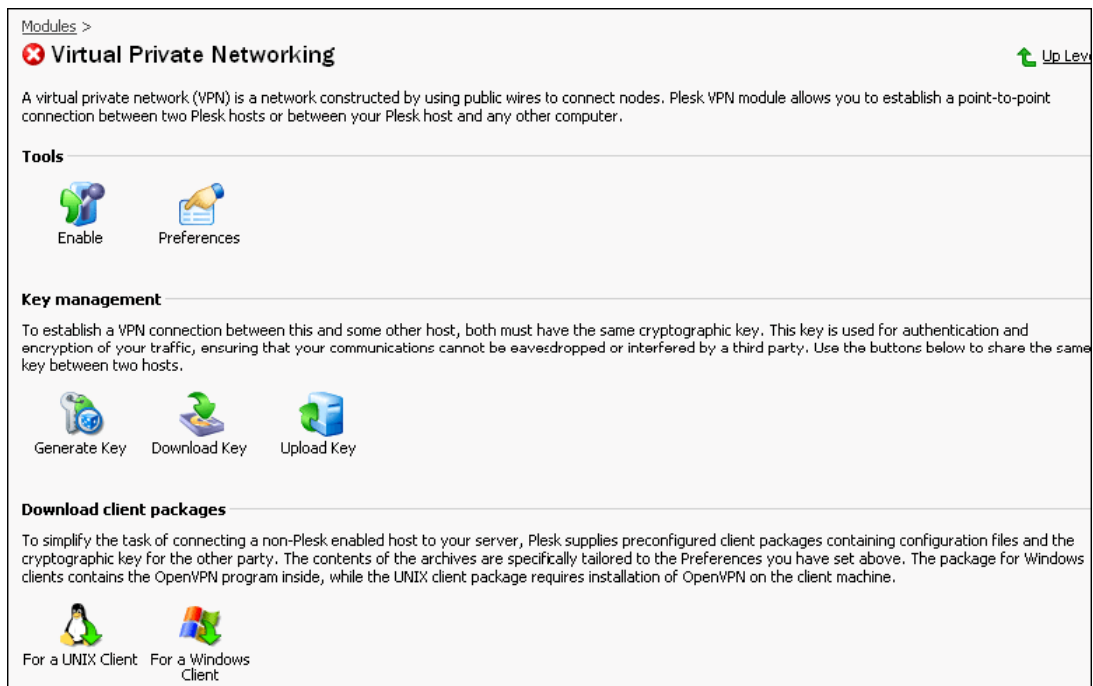 Modules >
Virtual Private Networking
Up Lev
A virtual private network (VPN) is a network constructed by using public wires to connect nodes. Plesk VPN module allows you to establish a point-to-point
connection between two Plesk hosts or between your Plesk host and any other computer.
Tools
Enable Preferences
Key management
To establish a VPN connection between this and some other host, both must have the same cryptographic key. This key is used for authentication and
encryption of your traffic, ensuring that your communications cannot be eavesdropped or interfered by a third party. Use the buttons below to share the same
key between two hosts.
Generate Key Download Key Upload Key
Download client packages
To simplify the task of connecting a non-Plesk enabled host to your server, Plesk supplies preconfigured client packages containing configuration files and the
cryptographic key for the other party. The contents of the archives are specifically tailored to the Preferences you have set above. The package for Windows
clients contains the OpenVPN program inside, while the UNIX client package requires installation of OpenVPN on the client machine.
For a UNIX Client For a Windows
Client